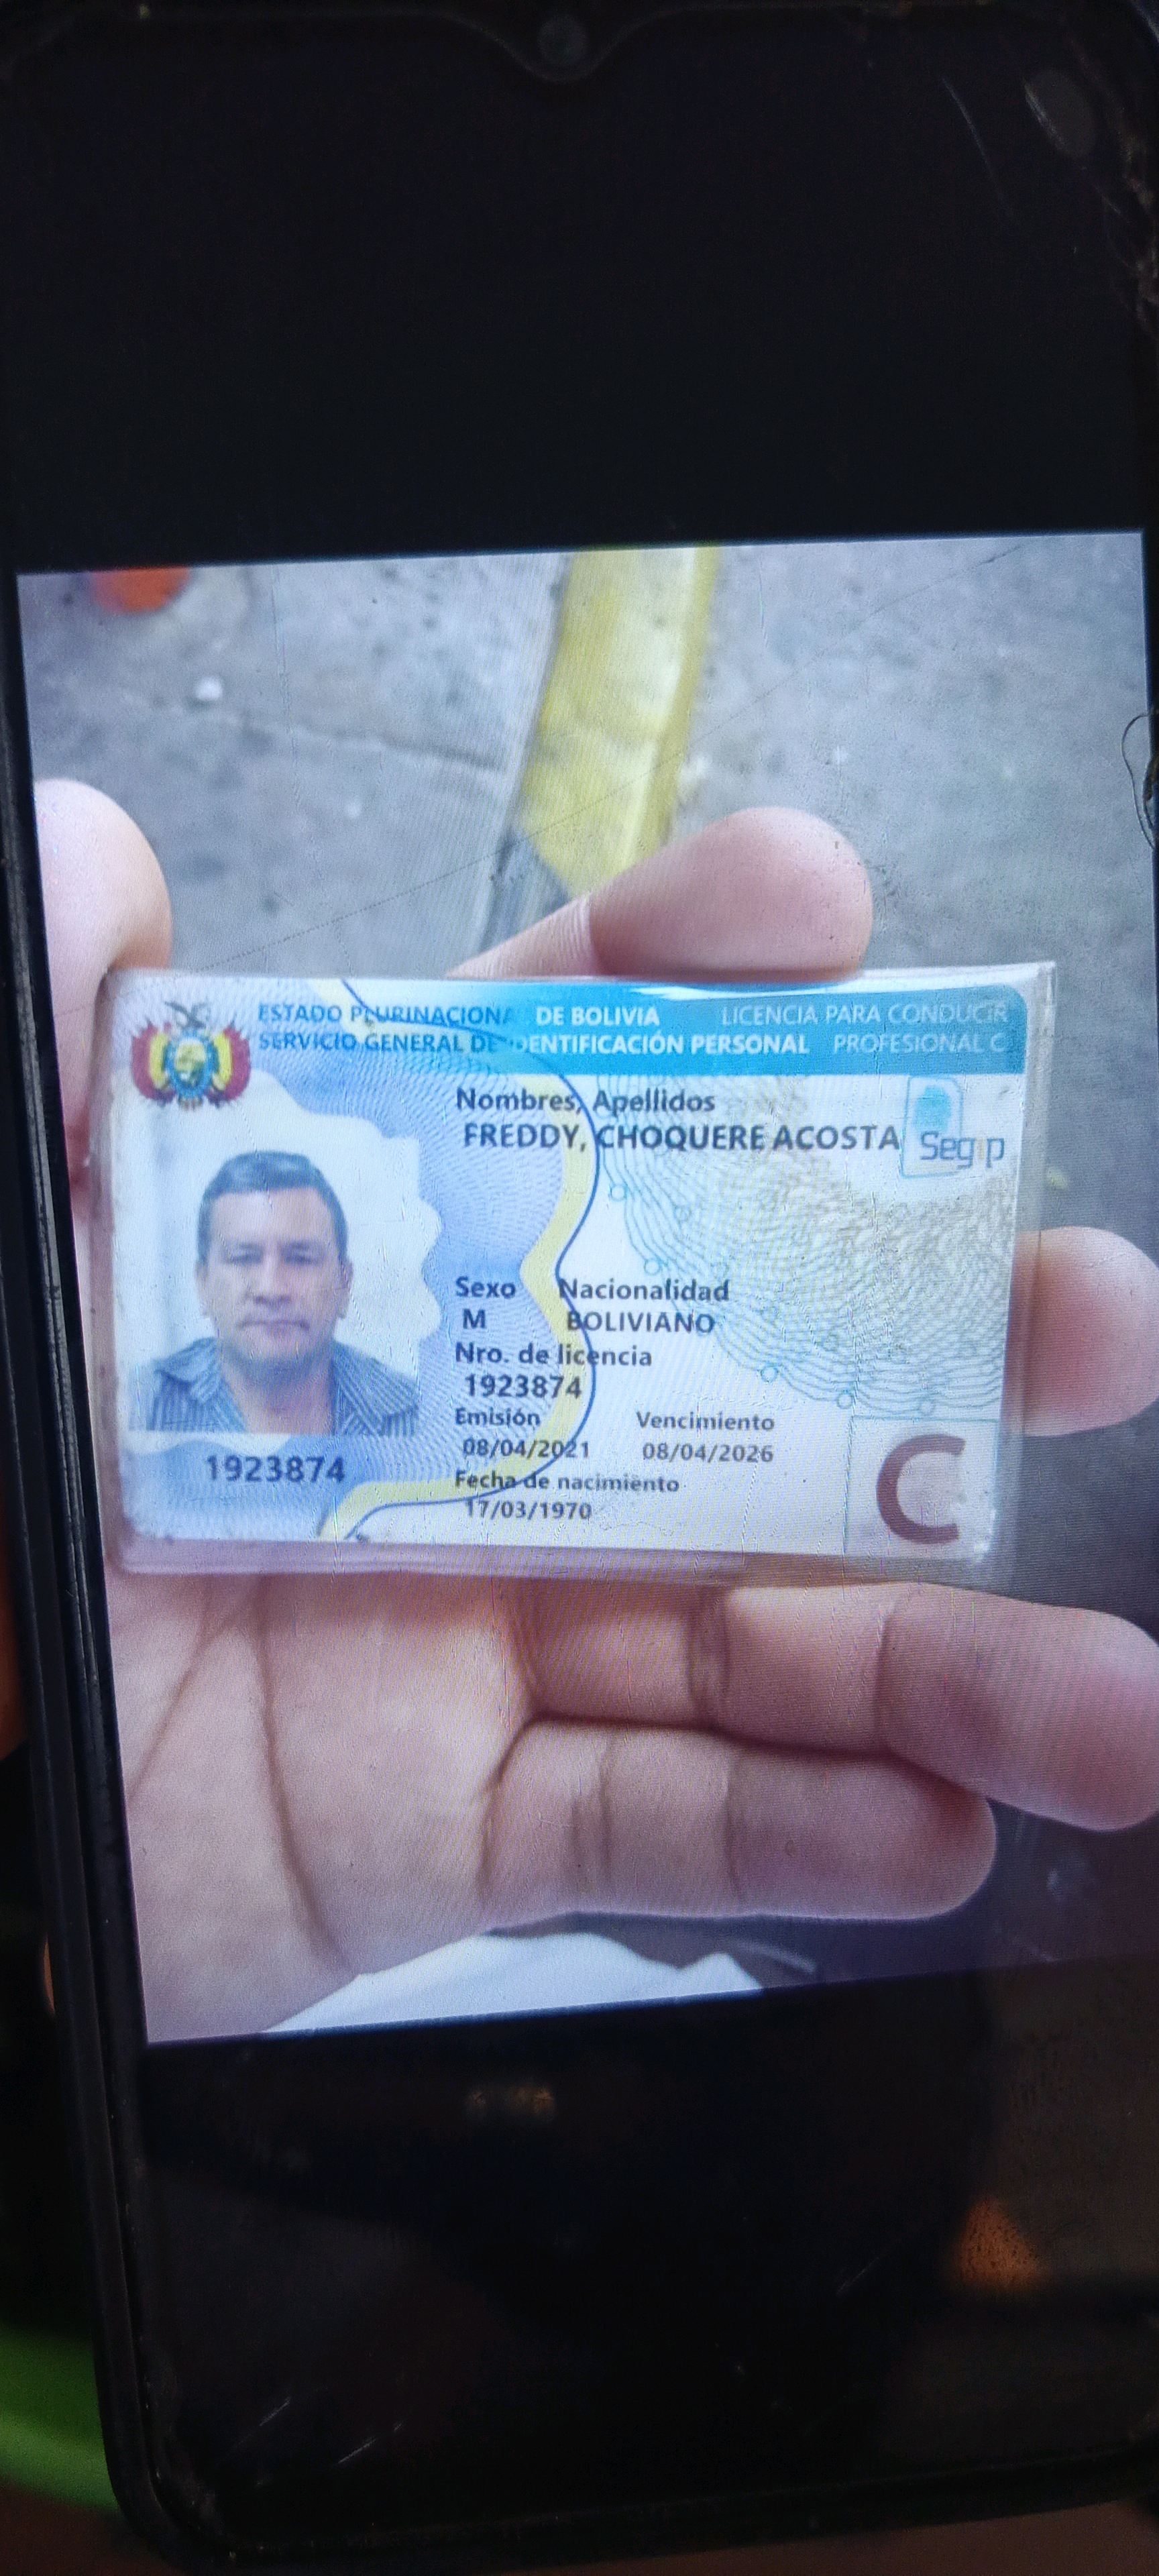 ESTADO PLURINACIONAL DE BOLIVIA LICENCIA PARA CONDUCIR
SERVICIO GENERAL DE IDENTIFICACIÓN PERSONAL PROFESIONAL C
Nombres, Apellidos
FREDDY, CHOQUERE ACOSTA
Segip
Sexo Nacionalidad
M BOLIVIANO
Nro. de licencia
1923874
Emisión Vencimiento
08/04/2021 08/04/2026
Fecha de nacimiento
17/03/1970
1923874
C